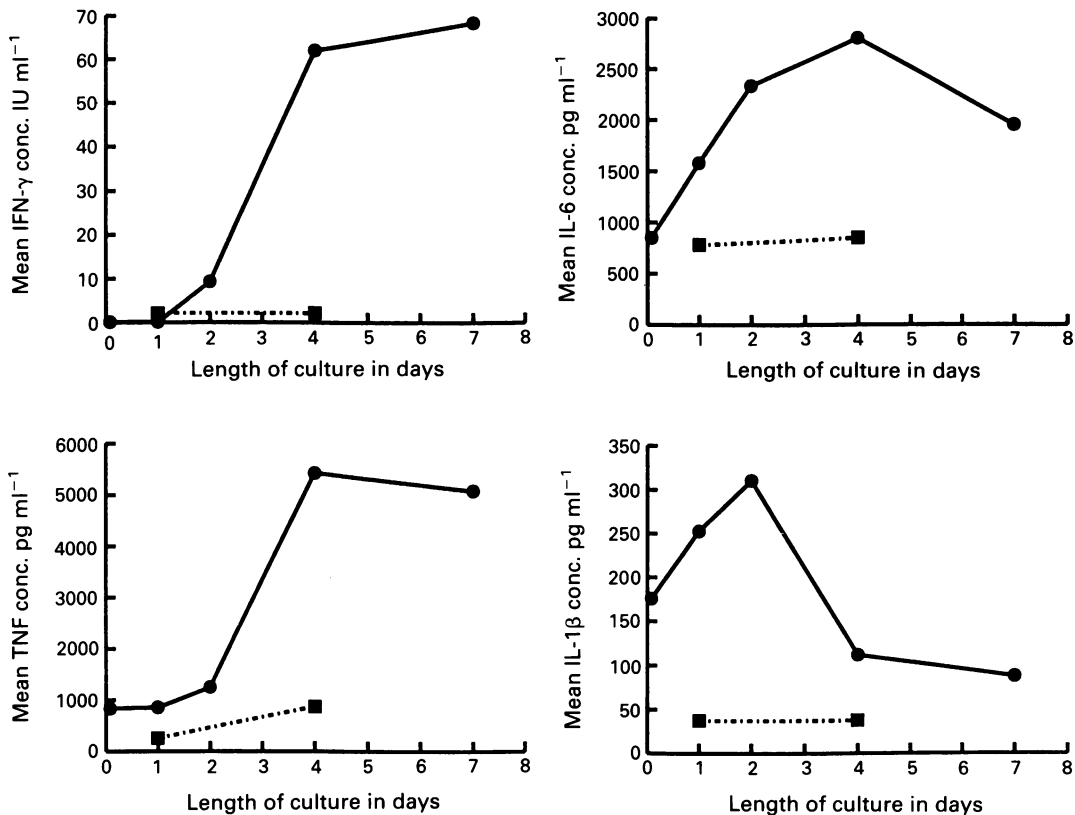 Mean IFN-γ conc. IU ml⁻¹
70
60
50
40
30
20
10
0
0 1 2 3 4 5 6 7 8
Length of culture in days
Mean IL-6 conc. pg ml⁻¹
3000
2500
2000
1500
1000
500
0
0 1 2 3 4 5 6 7 8
Length of culture in days
Mean TNF conc. pg ml⁻¹
6000
5000
4000
3000
2000
1000
0
0 1 2 3 4 5 6 7 8
Length of culture in days
Mean IL-1β conc. pg ml⁻¹
350
300
250
200
150
100
50
0
0 1 2 3 4 5 6 7 8
Length of culture in days